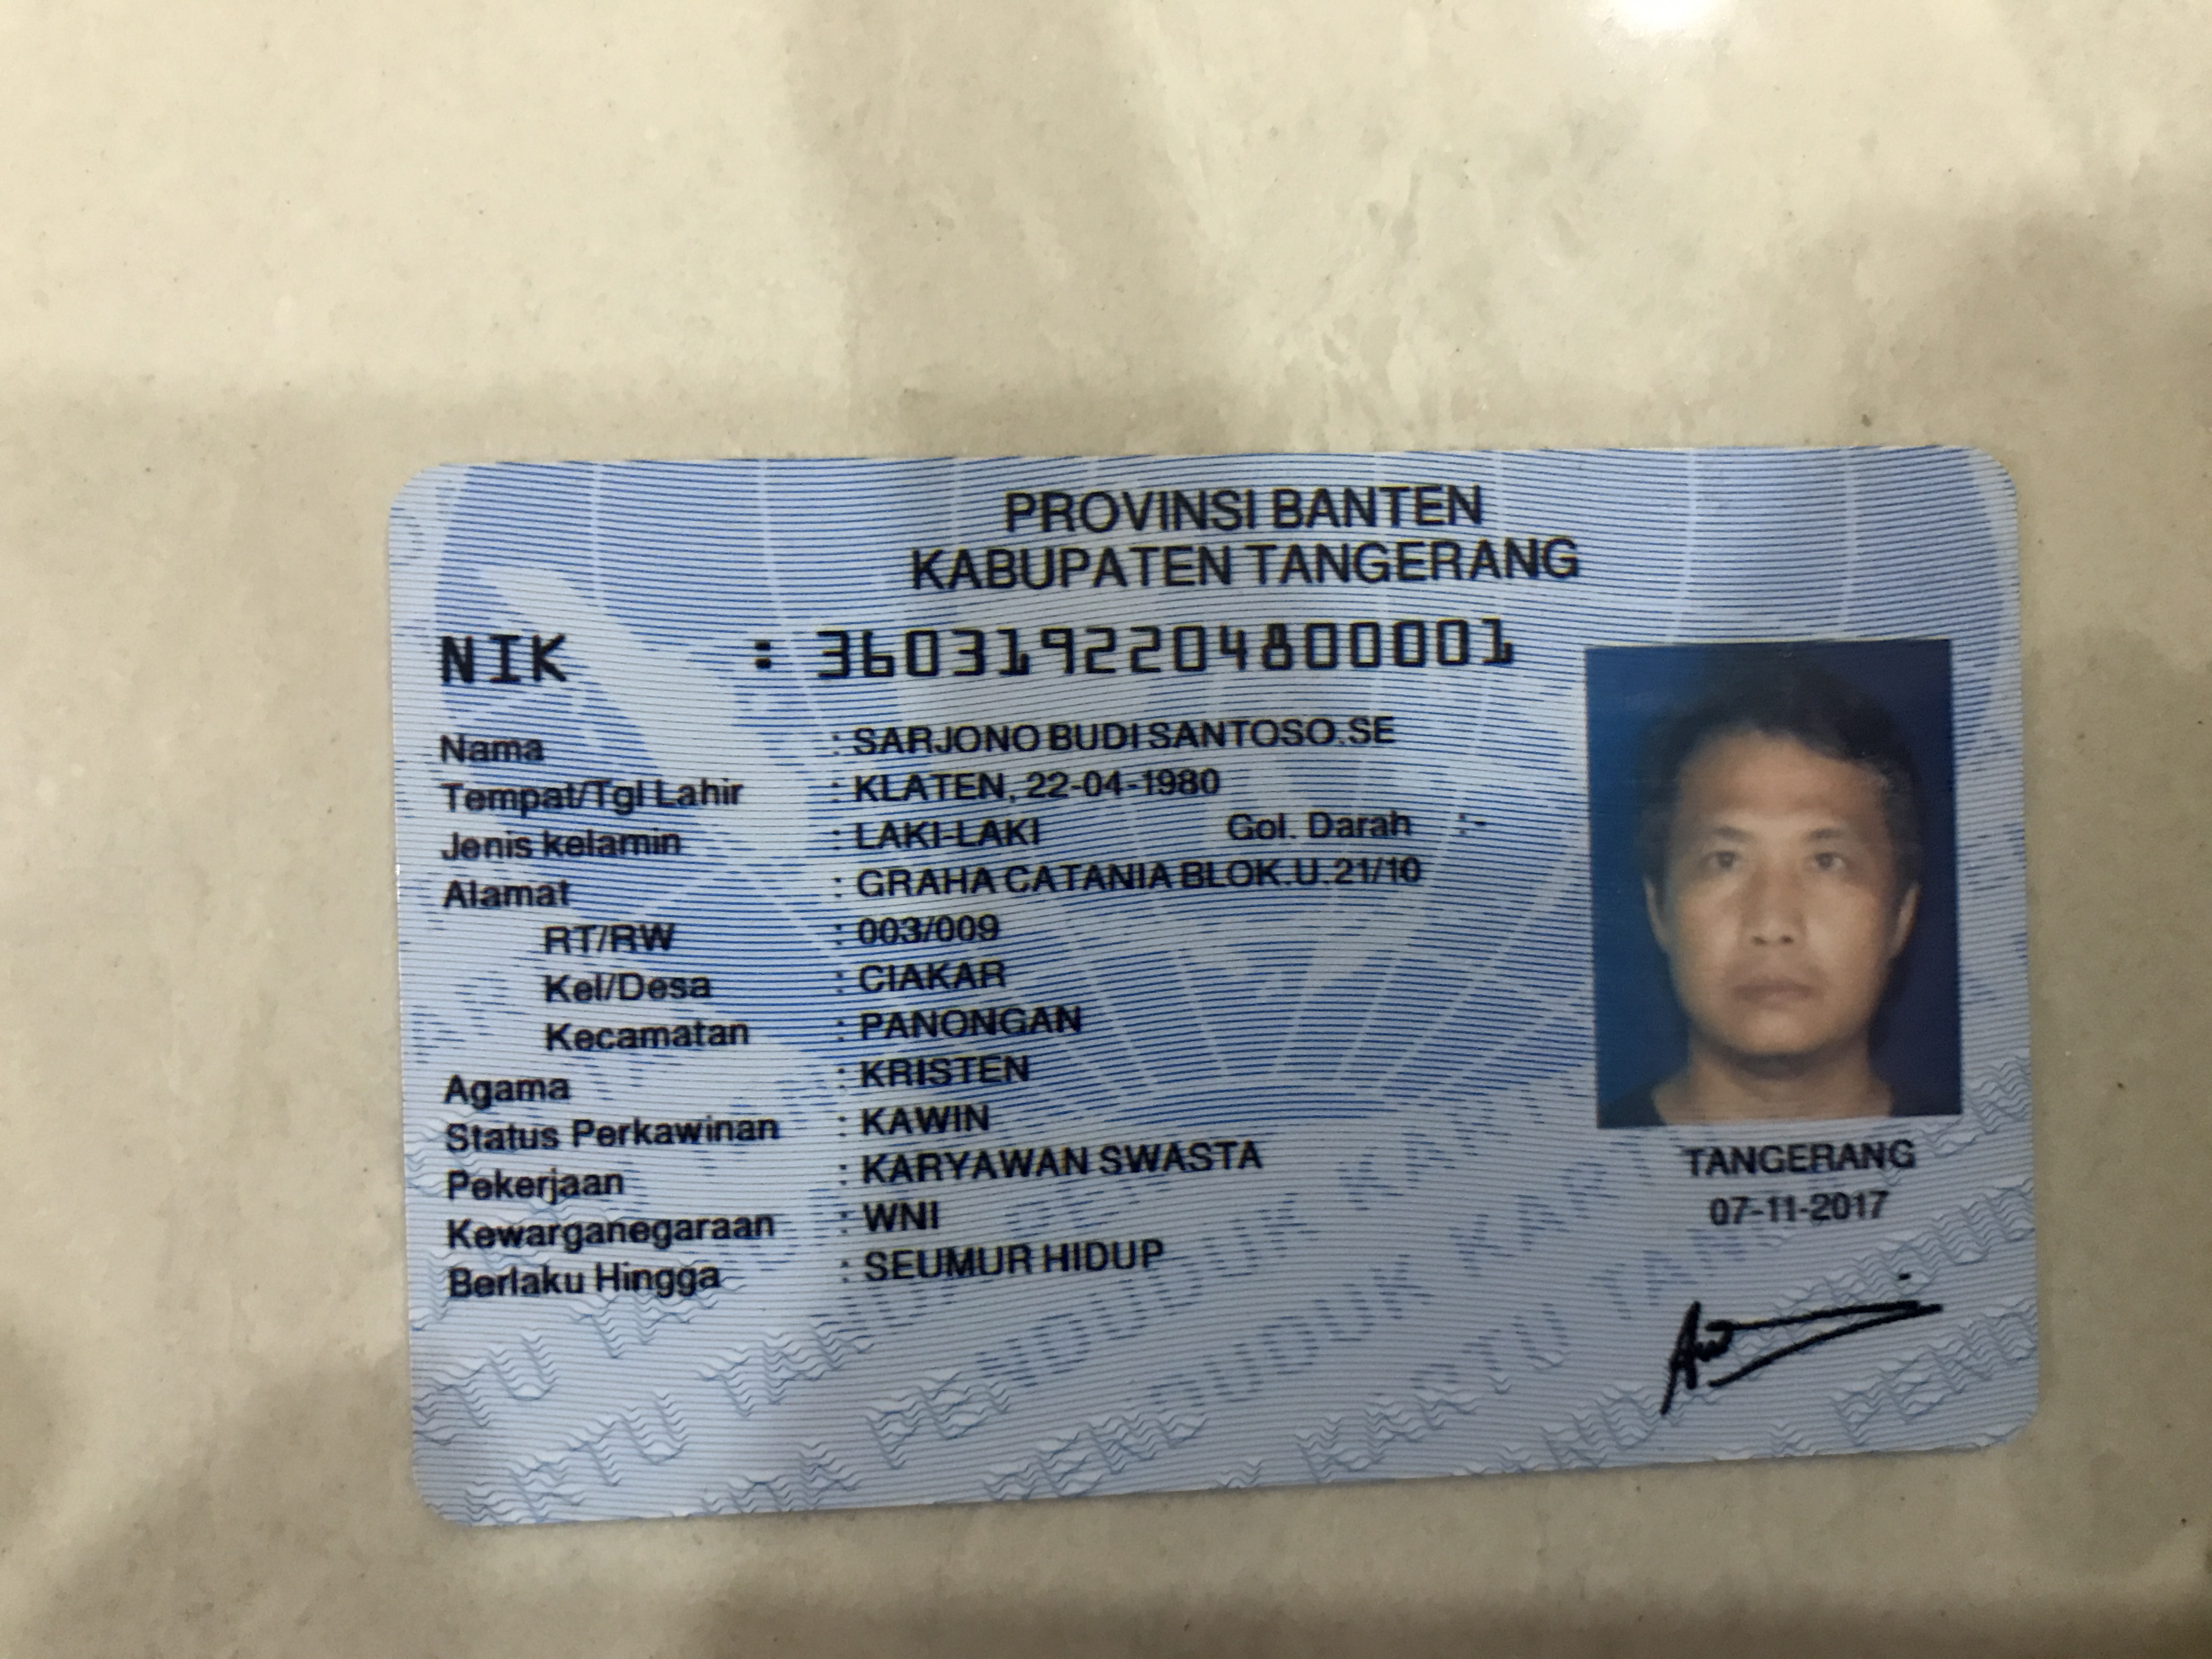 PROVINSI BANTEN
KABUPATEN TANGERANG
NIK : 3603192204800001
Nama : SARJONO BUDI SANTOSO.SE
Tempat/Tgl Lahir : KLATEN, 22-04-1980
Jenis kelamin : LAKI-LAKI Gol. Darah : -
Alamat : GRAHA CATANIA BLOK.U.21/10
RT/RW : 003/009
Kel/Desa : CIAKAR
Kecamatan : PANONGAN
Agama : KRISTEN
Status Perkawinan : KAWIN
Pekerjaan : KARYAWAN SWASTA
Kewarganegaraan : WNI
Berlaku Hingga : SEUMUR HIDUP
TANGERANG
07-11-2017